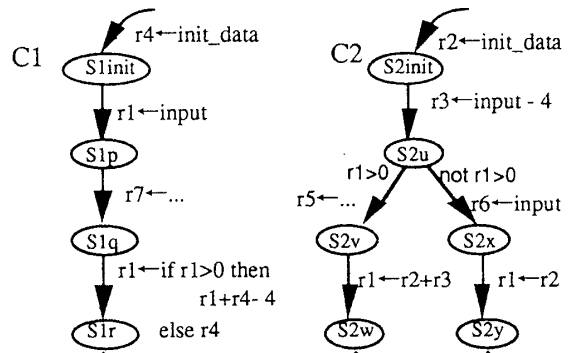 r4←init_data
C1
S1init
r1←input
S1p
r7←...
S1q
r1←if r1>0 then
r1+r4- 4
S1r
else r4
r2←init_data
C2
S2init
r3←input - 4
S2u
r1>0
not r1>0
r5←...
r6←input
S2v
S2x
r1←r2+r3
r1←r2
S2w
S2y